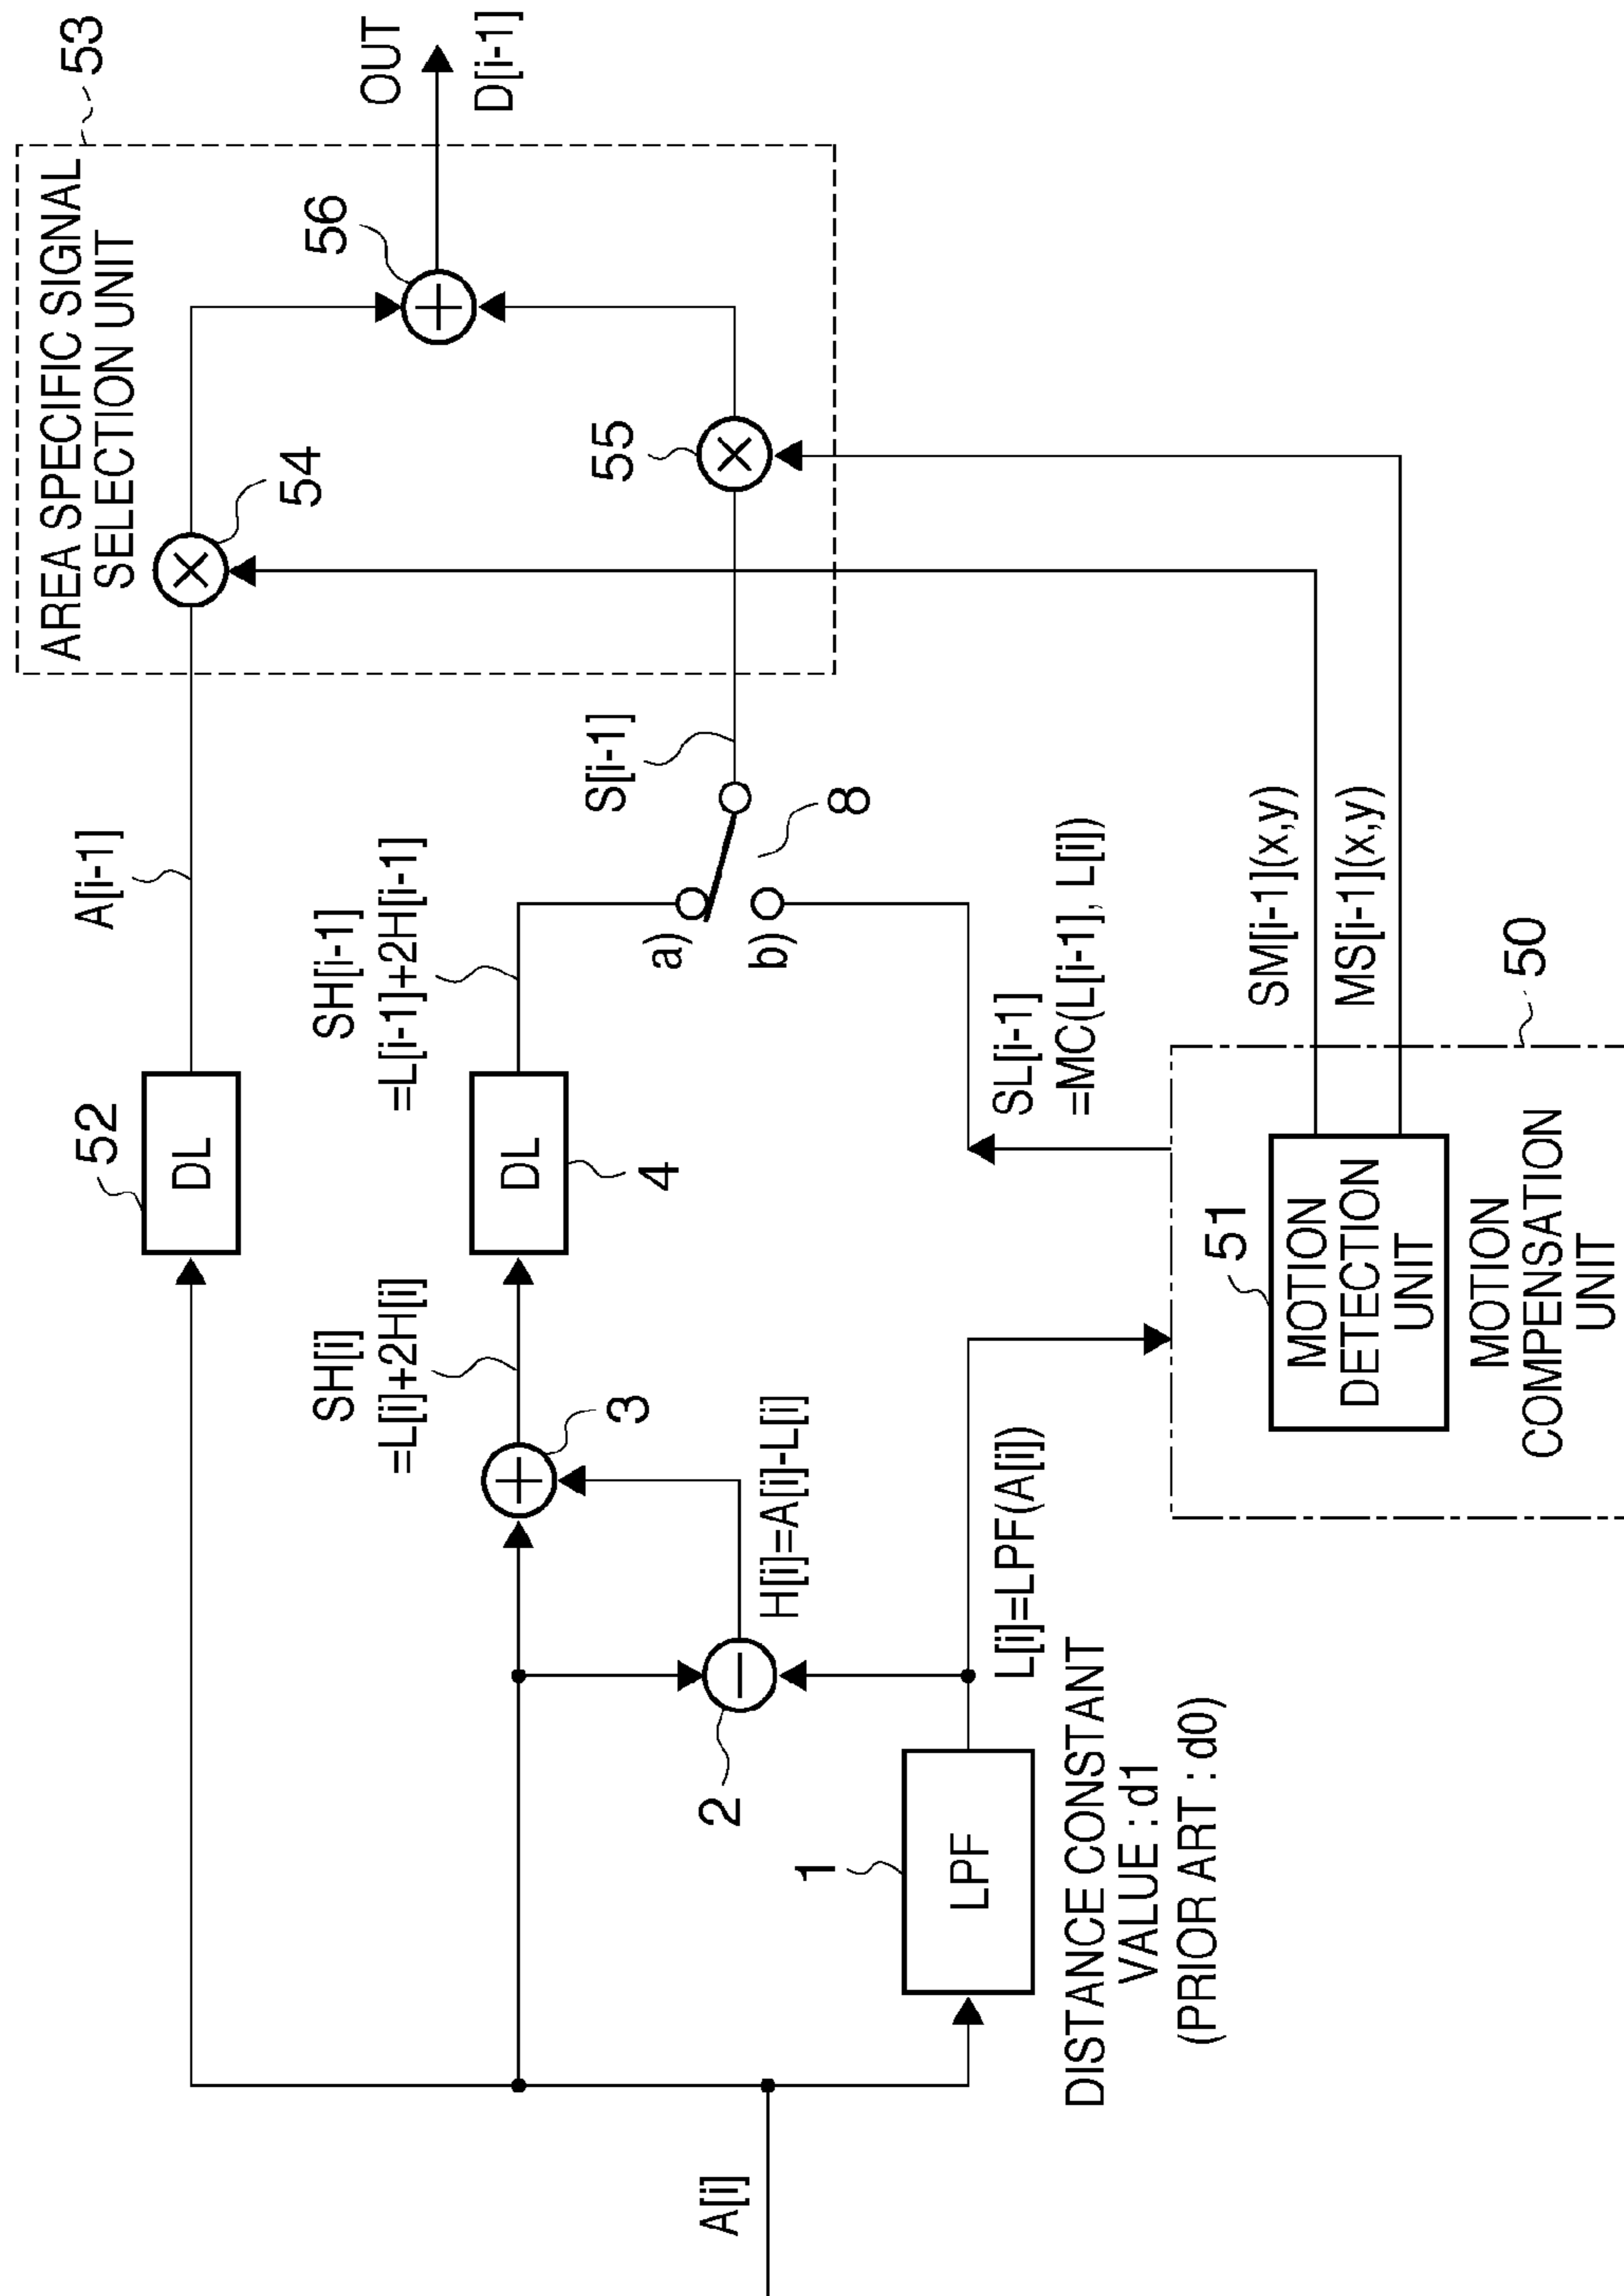 A[i]
1
LPF
DISTANCE CONSTANT
VALUE : d1
(PRIOR ART : d0)
2
L[i]=LPF(A[i])
H[i]=A[i]-L[i]
3
SH[i]
=L[i]+2H[i]
52
DL
DL
4
51
MOTION
DETECTION
UNIT
MOTION
COMPENSATION
UNIT
50
SL[i-1]
=MC(L[i-1], L[i])
SH[i-1]
=L[i-1]+2H[i-1]
A[i-1]
a)
b)
8
S[i-1]
SM[i-1](x,y)
MS[i-1](x,y)
AREA SPECIFIC SIGNAL
SELECTION UNIT
53
54
55
56
OUT
D[i-1]